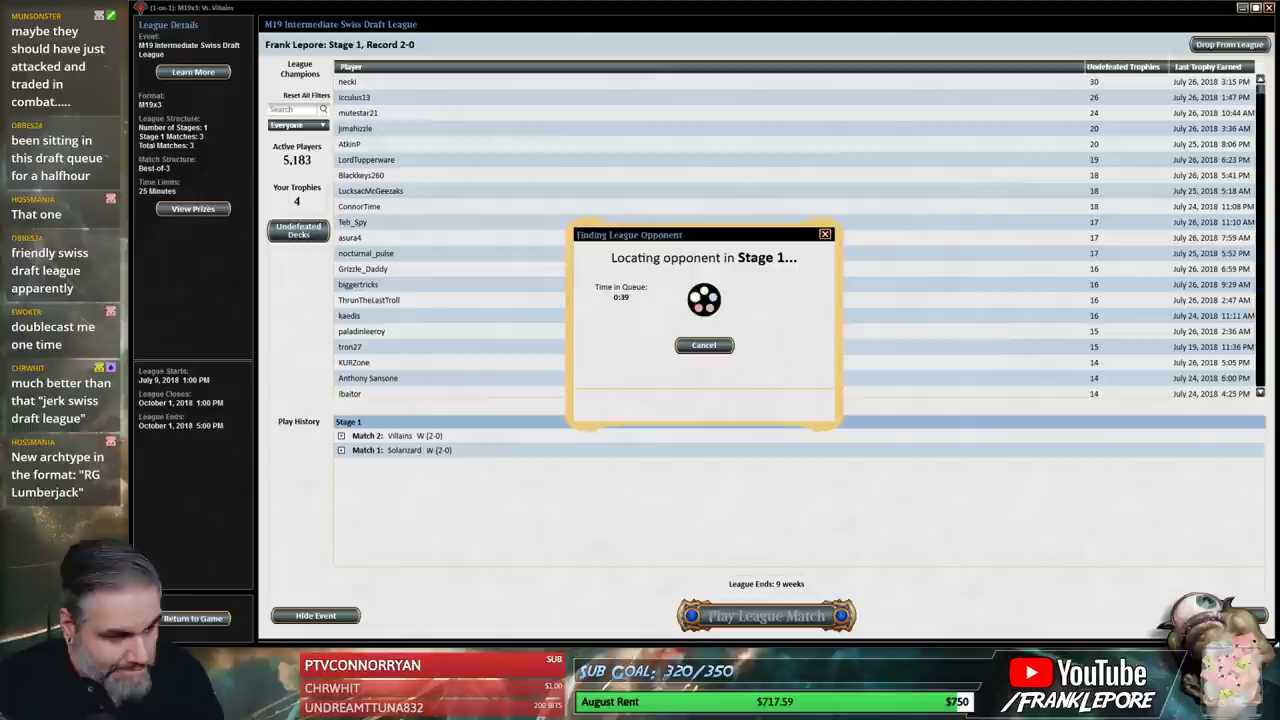 MUNSONSTER
maybe they
should have just
attacked and
traded in
combat.....
OBBES24
been sitting in
this draft queue
for a halfhour
HOSSMANIA
That one
OBBES24
friendly swiss
draft league
apparently
EWOKTR
doublecast me
one time
CHRWHIT
much better than
that "jerk swiss
draft league"
HOSSMANIA
New archtype in
the format: "RG
Lumberjack"
(1-on-1): M19x3: Vs. Villains
League Details
Event:
M19 Intermediate Swiss Draft
League
Learn More
Format:
M19x3
League Structure:
Number of Stages: 1
Stage 1 Matches: 3
Total Matches: 3
Match Structure:
Best-of-3
Time Limits:
25 Minutes
View Prizes
League Starts:
July 9, 2018 1:00 PM
League Closes:
October 1, 2018 1:00 PM
League Ends:
October 1, 2018 5:00 PM
Return to Game
M19 Intermediate Swiss Draft League
Frank Lepore: Stage 1, Record 2-0
Drop From League
League
Champions
Reset All Filters
Search
Everyone
Active Players
5,183
Your Trophies
4
Undefeated
Decks
Player Undefeated Trophies Last Trophy Earned
necki 30 July 26, 2018 3:15 PM
icculus13 26 July 26, 2018 1:47 PM
mutestar21 24 July 26, 2018 10:44 AM
jimahizzle 20 July 26, 2018 3:36 AM
AtkinP 20 July 25, 2018 8:06 PM
LordTupperware 19 July 26, 2018 6:23 PM
Blackkeys260 18 July 26, 2018 5:41 PM
LucksacMcGeezaks 18 July 25, 2018 5:18 AM
ConnorTime 18 July 24, 2018 11:08 PM
Teh_Spy 17 July 26, 2018 11:10 AM
asura4 17 July 26, 2018 7:59 AM
nocturnal_pulse 17 July 25, 2018 5:52 PM
Grizzle_Daddy 16 July 26, 2018 6:59 PM
biggertricks 16 July 26, 2018 9:29 AM
ThrunTheLastTroll 16 July 26, 2018 2:47 AM
kaedis 16 July 24, 2018 11:11 AM
paladinleeroy 15 July 26, 2018 2:36 AM
tron27 15 July 19, 2018 11:36 PM
KURZone 14 July 26, 2018 5:05 PM
Anthony Sansone 14 July 24, 2018 6:00 PM
14 July 24, 2018 4:25 PM
Finding League Opponent
Locating opponent in Stage 1...
Time in Queue:
0:39
Cancel
Play History
Stage 1
Match 2: Villains W (2-0)
Match 1: Solarizard W (2-0)
League Ends: 9 weeks
Hide Event
Play League Match
PTVCONNORRYAN SUB
CHRWHIT $1.00
UNDREAMTTUNA832 200 BITS
SUB GOAL: 320/350
August Rent $717.59 $750
YouTube
/FRANKLEPORE